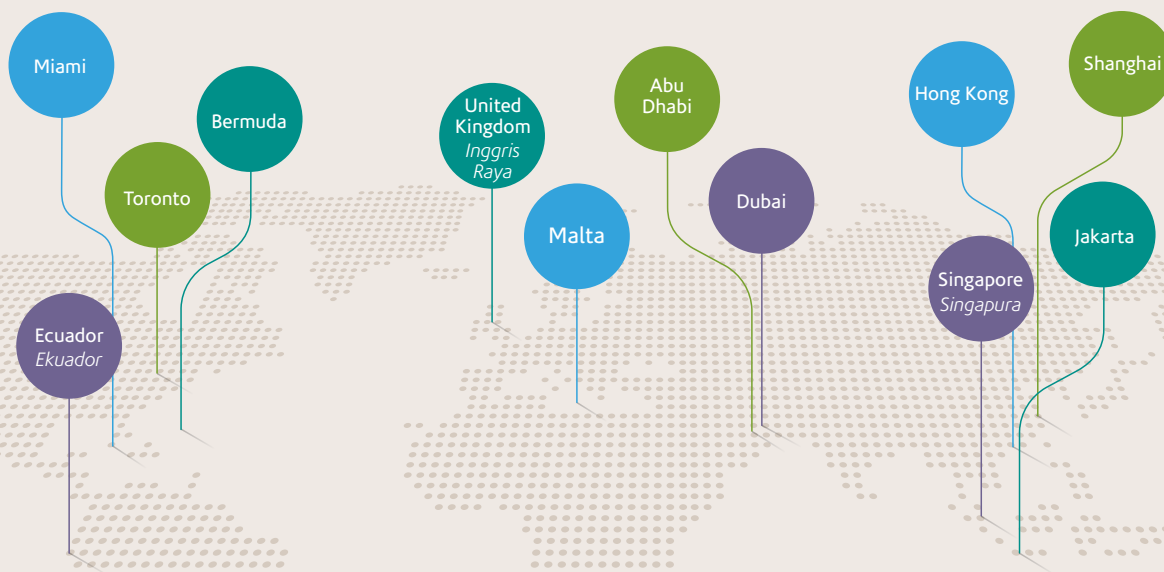 Miami
Bermuda
Toronto
Ecuador
Ekuador
United
Kingdom
Inggris
Raya
Malta
Abu
Dhabi
Dubai
Hong Kong
Shanghai
Singapore
Singapura
Jakarta